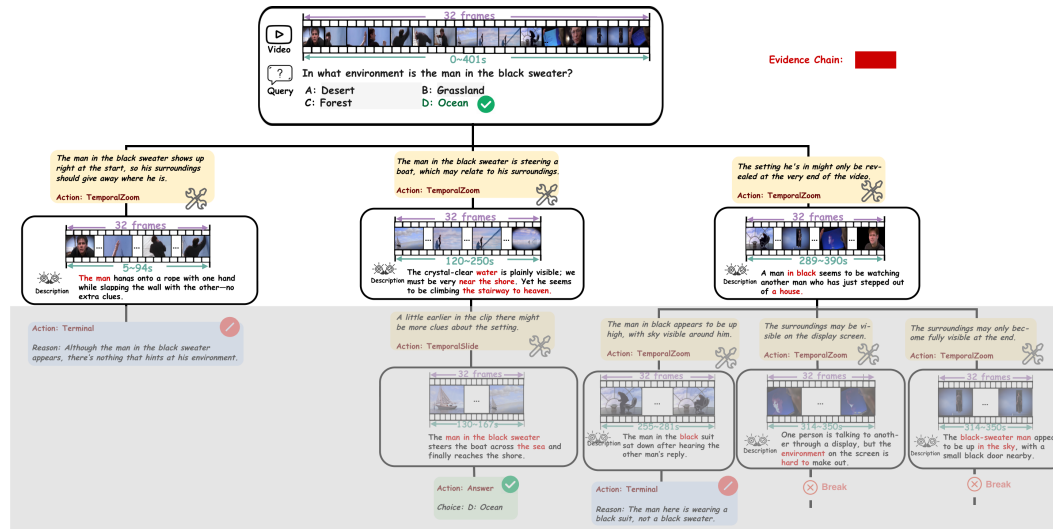 32 frames
Video
0~401s
Query
In what environment is the man in the black sweater?
A: Desert
B: Grassland
C: Forest
D: Ocean
Evidence Chain:
The man in the black sweater shows up
right at the start, so his surroundings
should give away where he is.
Action: TemporalZoom
32 frames
5~94s
Description
The man hangs onto a rope with one hand
while slapping the wall with the other—no
extra clues.
Action: Terminal
Reason: Although the man in the black sweater
appears, there's nothing that hints at his environment.
The man in the black sweater is steering a
boat, which may relate to his surroundings.
Action: TemporalZoom
32 frames
120~250s
Description
The crystal-clear water is plainly visible; we
must be very near the shore. Yet he seems
to be climbing the stairway to heaven.
A little earlier in the clip there might
be more clues about the setting.
Action: TemporalSlide
32 frames
130~167s
The man in the black sweater
steers the boat across the sea and
finally reaches the shore.
Action: Answer
Choice: D: Ocean
The setting he's in might only be rev-
ealed at the very end of the video.
Action: TemporalZoom
32 frames
289~390s
Description
A man in black seems to be watching
another man who has just stepped out
of a house.
The man in black appears to be up
high, with sky visible around him.
Action: TemporalZoom
32 frames
255~281s
Description
The man in the black suit
sat down after hearing the
other man's reply.
Action: Terminal
Reason: The man here is wearing a
black suit, not a black sweater.
The surroundings may be vi-
sible on the display screen.
Action: TemporalZoom
32 frames
314~350s
Description
One person is talking to anoth-
er through a display, but the
environment on the screen is
hard to make out.
Break
The surroundings may only bec-
ome fully visible at the end.
Action: TemporalZoom
32 frames
314~350s
Description
The black-sweater man appears
to be up in the sky, with a
small black door nearby.
Break